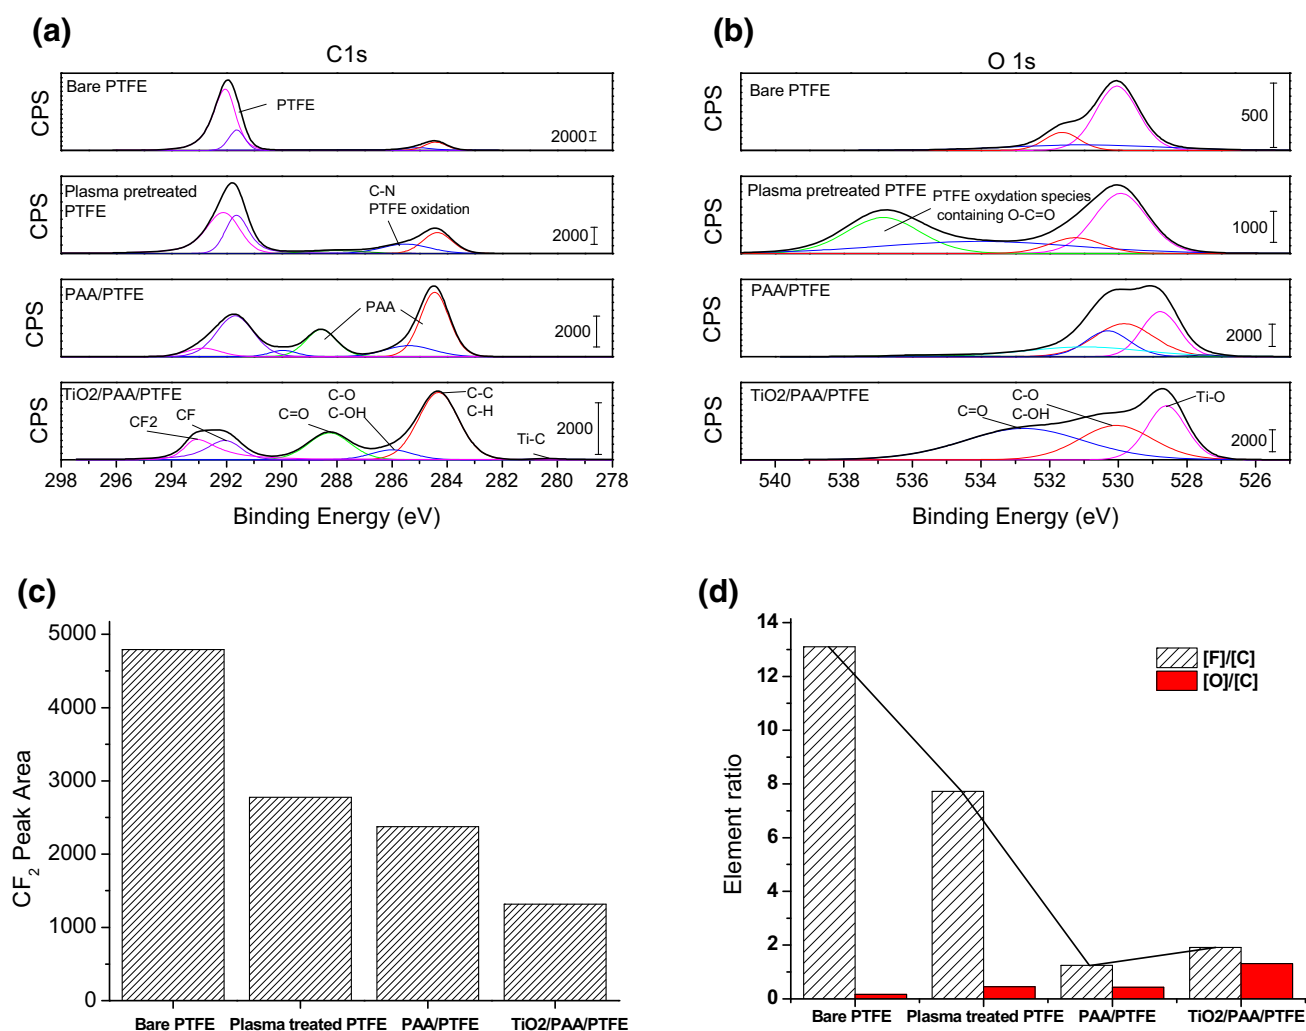 (a)
C1s
CPS
Bare PTFE
PTFE
2000
CPS
Plasma pretreated
PTFE
C-N
PTFE oxidation
2000
CPS
PAA/PTFE
PAA
2000
CPS
TiO2/PAA/PTFE
CF2
CF
C=O
C-O
C-OH
C-C
C-H
Ti-C
2000
298 296 294 292 290 288 286 284 282 280 278
Binding Energy (eV)
(b)
O 1s
CPS
Bare PTFE
500
CPS
Plasma pretreated PTFE
PTFE oxydation species
containing O-C=O
1000
CPS
PAA/PTFE
2000
CPS
TiO2/PAA/PTFE
C=O
C-O
C-OH
Ti-O
2000
540 538 536 534 532 530 528 526
Binding Energy (eV)
(c)
CF2 Peak Area
5000
4000
3000
2000
1000
0
Bare PTFE Plasma treated PTFE PAA/PTFE TiO2/PAA/PTFE
(d)
Element ratio
14
12
10
8
6
4
2
0
[F]/[C]
[O]/[C]
Bare PTFE Plasma treated PTFE PAA/PTFE TiO2/PAA/PTFE